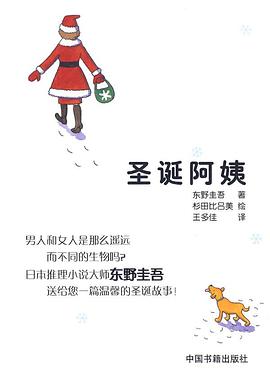 圣诞阿姨
东野圭吾 著
杉田比吕美 绘
王多佳 译
男人和女人是那么遥远
而不同的生物吗?
日本推理小说大师东野圭吾
送给您一篇温馨的圣诞故事!
中国书籍出版社